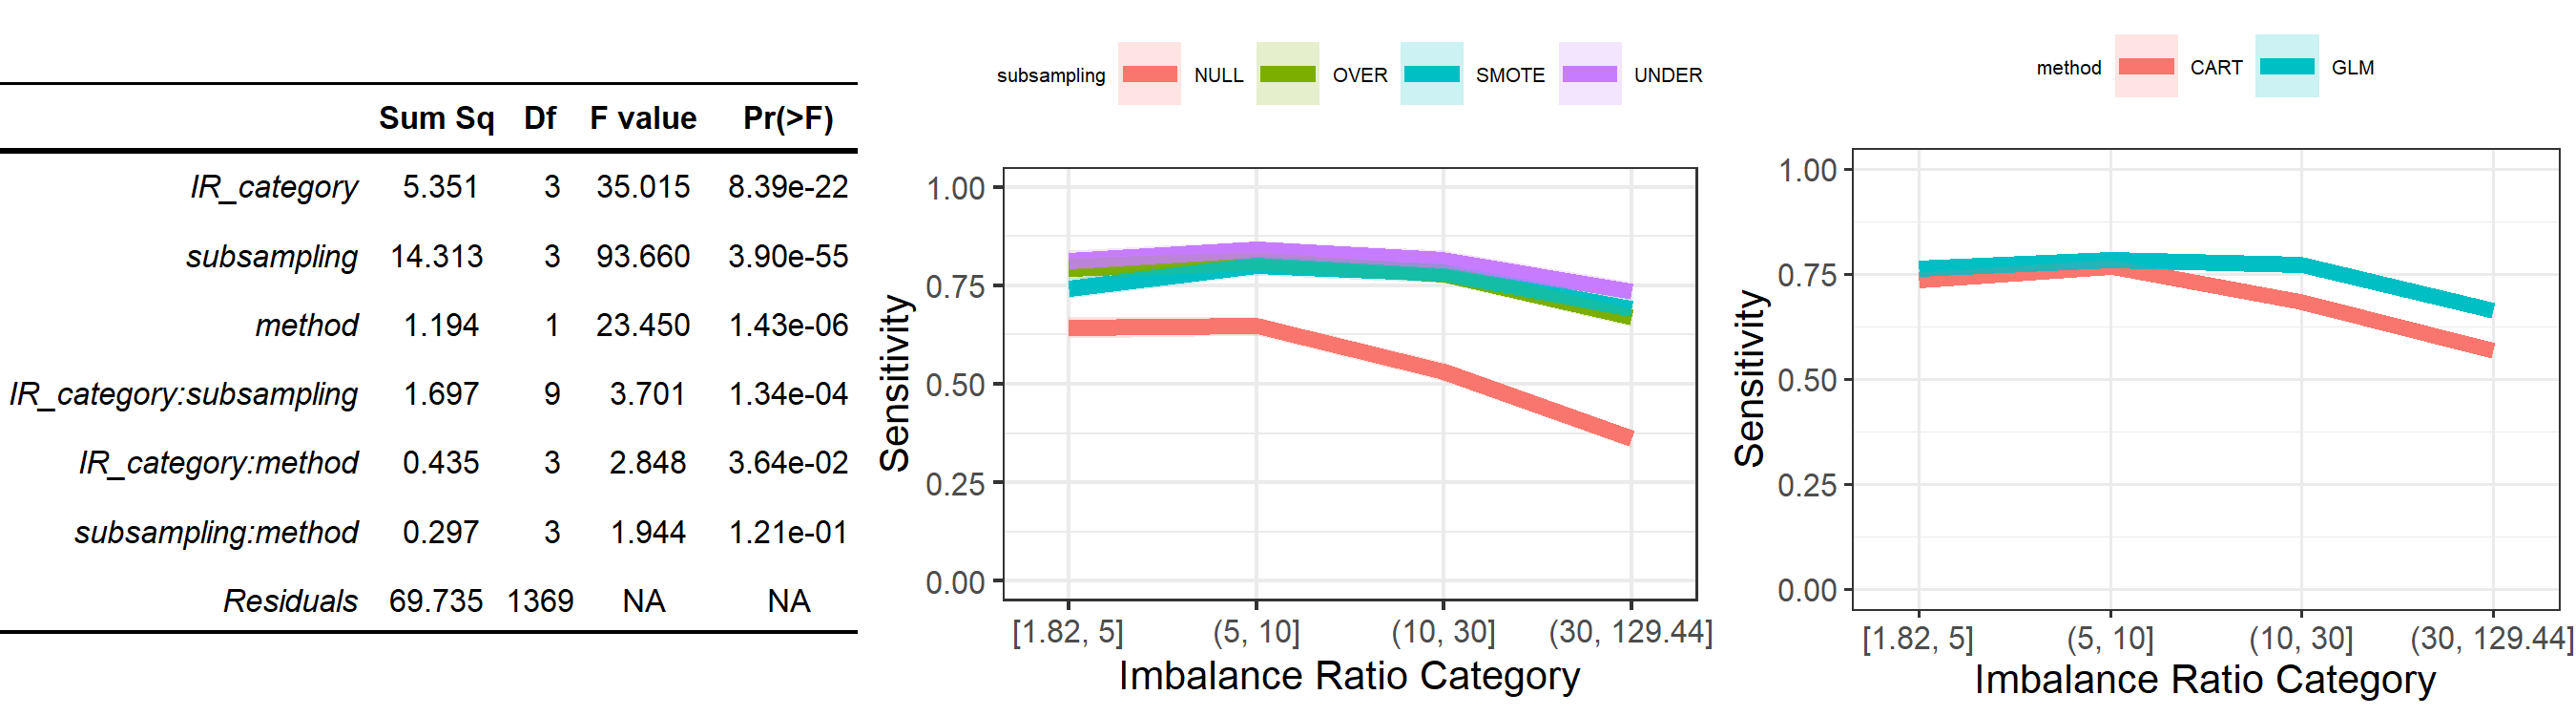 Sum Sq Df F value Pr(>F)
IR_category 5.351 3 35.015 8.39e-22
subsampling 14.313 3 93.660 3.90e-55
method 1.194 1 23.450 1.43e-06
IR_category:subsampling 1.697 9 3.701 1.34e-04
IR_category:method 0.435 3 2.848 3.64e-02
subsampling:method 0.297 3 1.944 1.21e-01
Residuals 69.735 1369 NA NA
subsampling NULL OVER SMOTE UNDER
Sensitivity
1.00
0.75
0.50
0.25
0.00
[1.82, 5] (5, 10] (10, 30] (30, 129.44]
Imbalance Ratio Category
method CART GLM
Sensitivity
1.00
0.75
0.50
0.25
0.00
[1.82, 5] (5, 10] (10, 30] (30, 129.44]
Imbalance Ratio Category